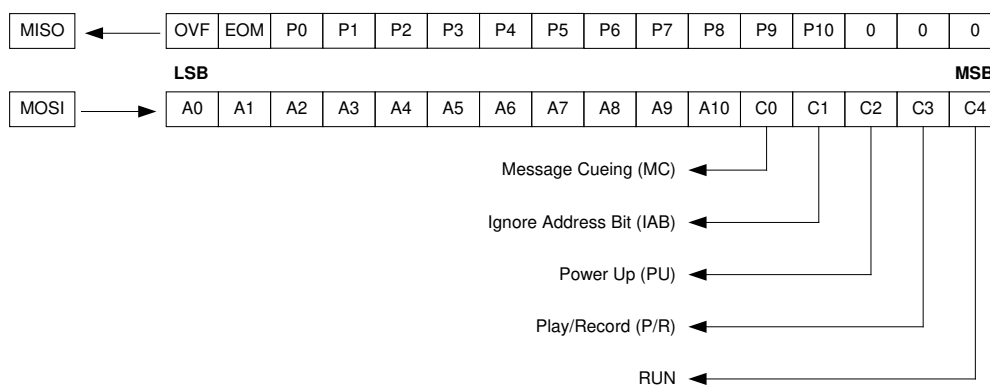 MISO OVF EOM P0 P1 P2 P3 P4 P5 P6 P7 P8 P9 P10 0 0 0
LSB MSB
MOSI A0 A1 A2 A3 A4 A5 A6 A7 A8 A9 A10 C0 C1 C2 C3 C4
Message Cueing (MC)
Ignore Address Bit (IAB)
Power Up (PU)
Play/Record (P/R)
RUN